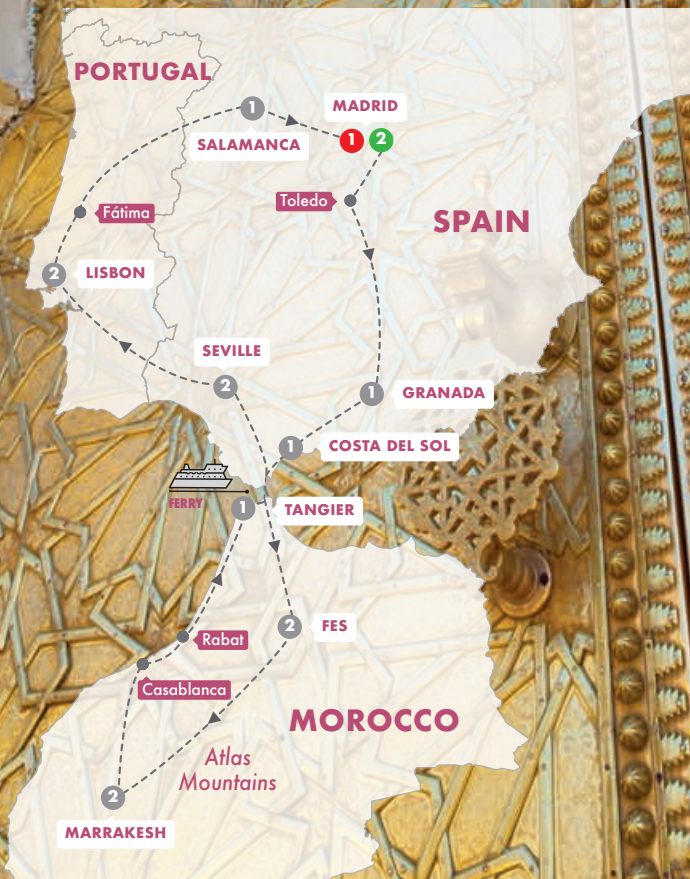 PORTUGAL
1
MADRID
SALAMANCA
1 2
Toledo
Fátima
SPAIN
2
LISBON
SEVILLE
2
1
GRANADA
1
COSTA DEL SOL
FERRY
1
TANGIER
2
FES
Rabat
Casablanca
MOROCCO
Atlas
Mountains
2
MARRAKESH